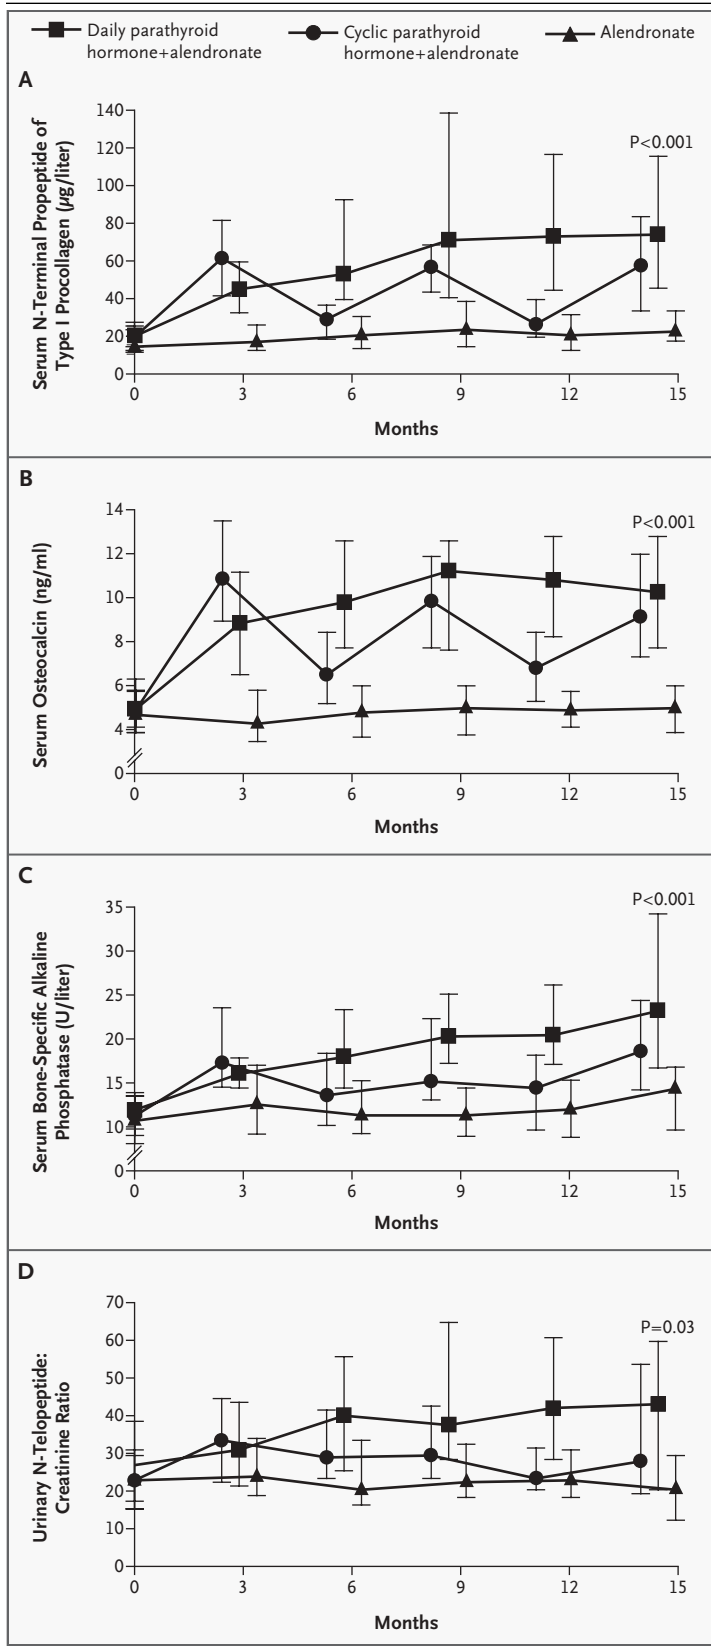 Daily parathyroid
hormone+alendronate
Cyclic parathyroid
hormone+alendronate
Alendronate
A
Serum N-Terminal Propeptide of
Type I Procollagen (µg/liter)
140
120
100
80
60
40
20
0
P<0.001
0 3 6 9 12 15
Months
B
Serum Osteocalcin (ng/ml)
14
12
10
8
6
4
0
P<0.001
0 3 6 9 12 15
Months
C
Serum Bone-Specific Alkaline
Phosphatase (U/liter)
35
30
25
20
15
10
0
P<0.001
0 3 6 9 12 15
Months
D
Urinary N-Telopeptide:
Creatinine Ratio
70
60
50
40
30
20
10
0
P=0.03
0 3 6 9 12 15
Months